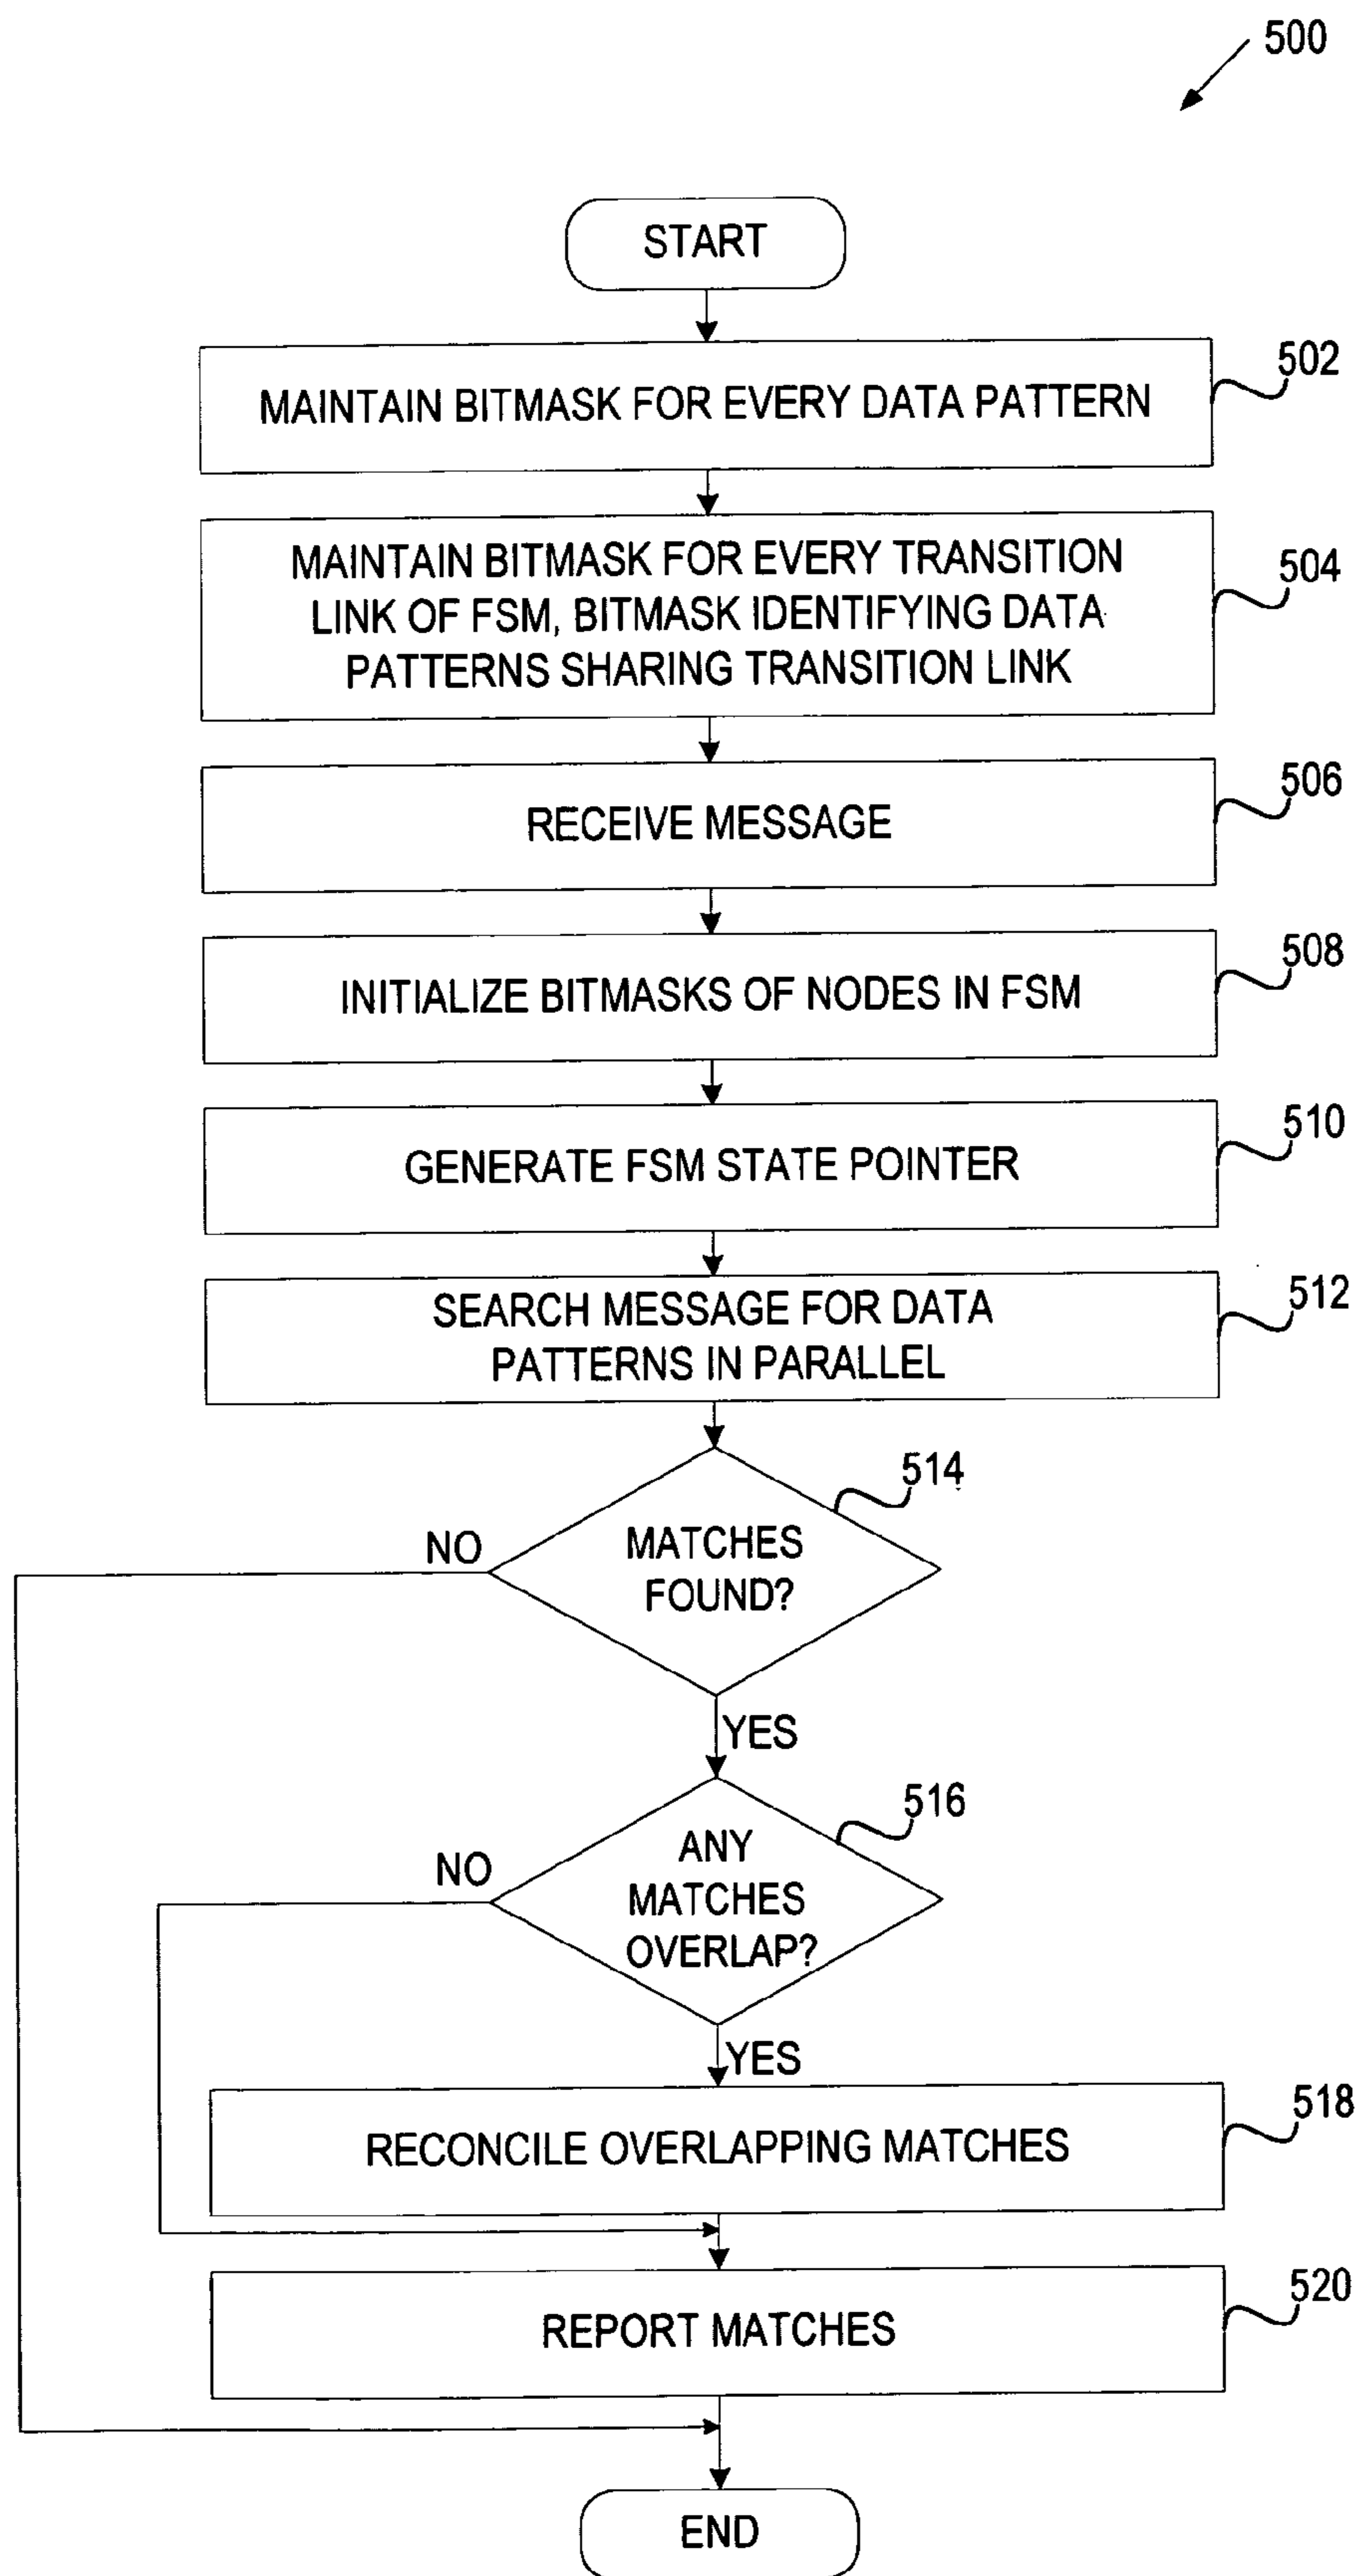 500
START
MAINTAIN BITMASK FOR EVERY DATA PATTERN
502
MAINTAIN BITMASK FOR EVERY TRANSITION
LINK OF FSM, BITMASK IDENTIFYING DATA
PATTERNS SHARING TRANSITION LINK
504
RECEIVE MESSAGE
506
INITIALIZE BITMASKS OF NODES IN FSM
508
GENERATE FSM STATE POINTER
510
SEARCH MESSAGE FOR DATA
PATTERNS IN PARALLEL
512
514
NO
MATCHES
FOUND?
YES
516
NO
ANY
MATCHES
OVERLAP?
YES
RECONCILE OVERLAPPING MATCHES
518
REPORT MATCHES
520
END